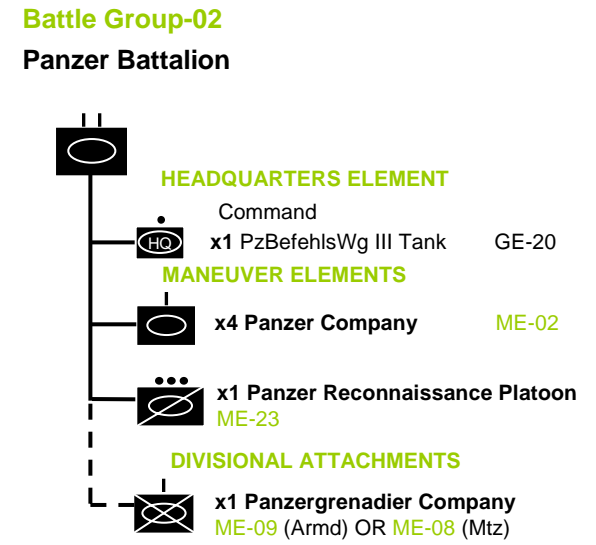 Battle Group-02
Panzer Battalion
HEADQUARTERS ELEMENT
Command
HQ x1 PzBefehlsWg III Tank GE-20
MANEUVER ELEMENTS
x4 Panzer Company ME-02
x1 Panzer Reconnaissance Platoon
ME-23
DIVISIONAL ATTACHMENTS
x1 Panzergrenadier Company
ME-09 (Armd) OR ME-08 (Mtz)